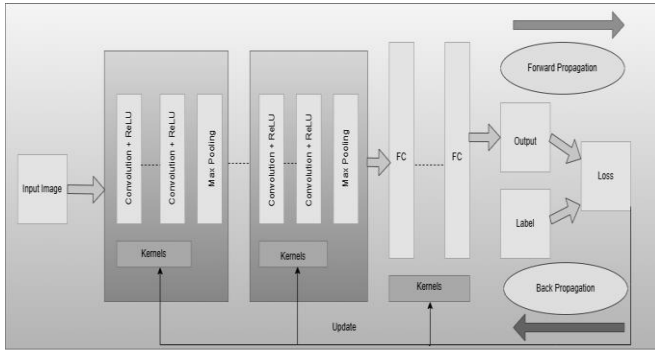 Forward Propagation
Input Image
Convolution + ReLU
Convolution + ReLU
Max Pooling
Kernels
Convolution + ReLU
Convolution + ReLU
Max Pooling
Kernels
FC
FC
Kernels
Output
Label
Loss
Back Propagation
Update